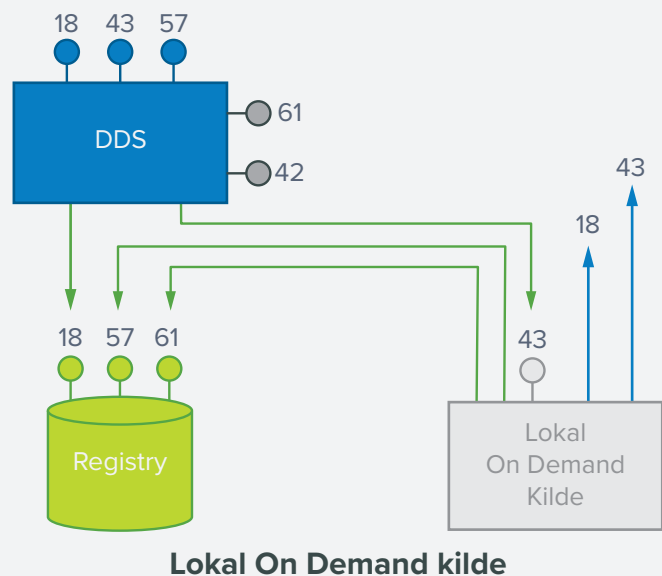 18 43 57
61
DDS
42
43
18
18 57 61
43
Registry
Lokal
On Demand
Kilde
Lokal On Demand kilde